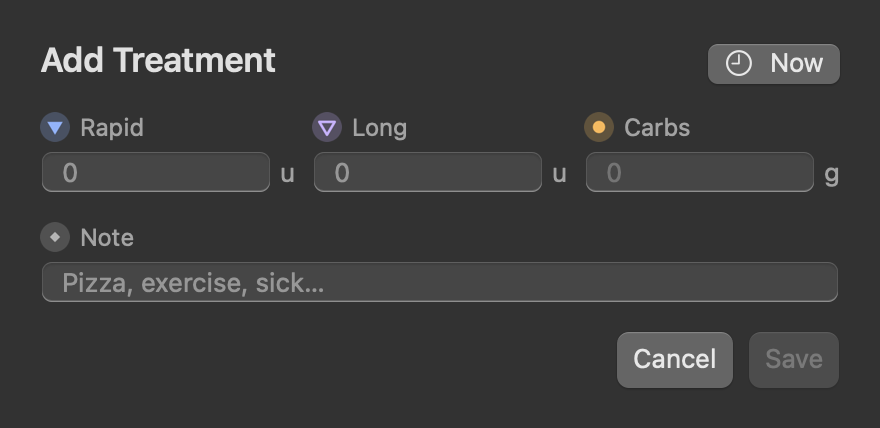 Add Treatment
Now
Rapid
Long
Carbs
0 u
0 u
0 g
Note
Pizza, exercise, sick...
Cancel
Save